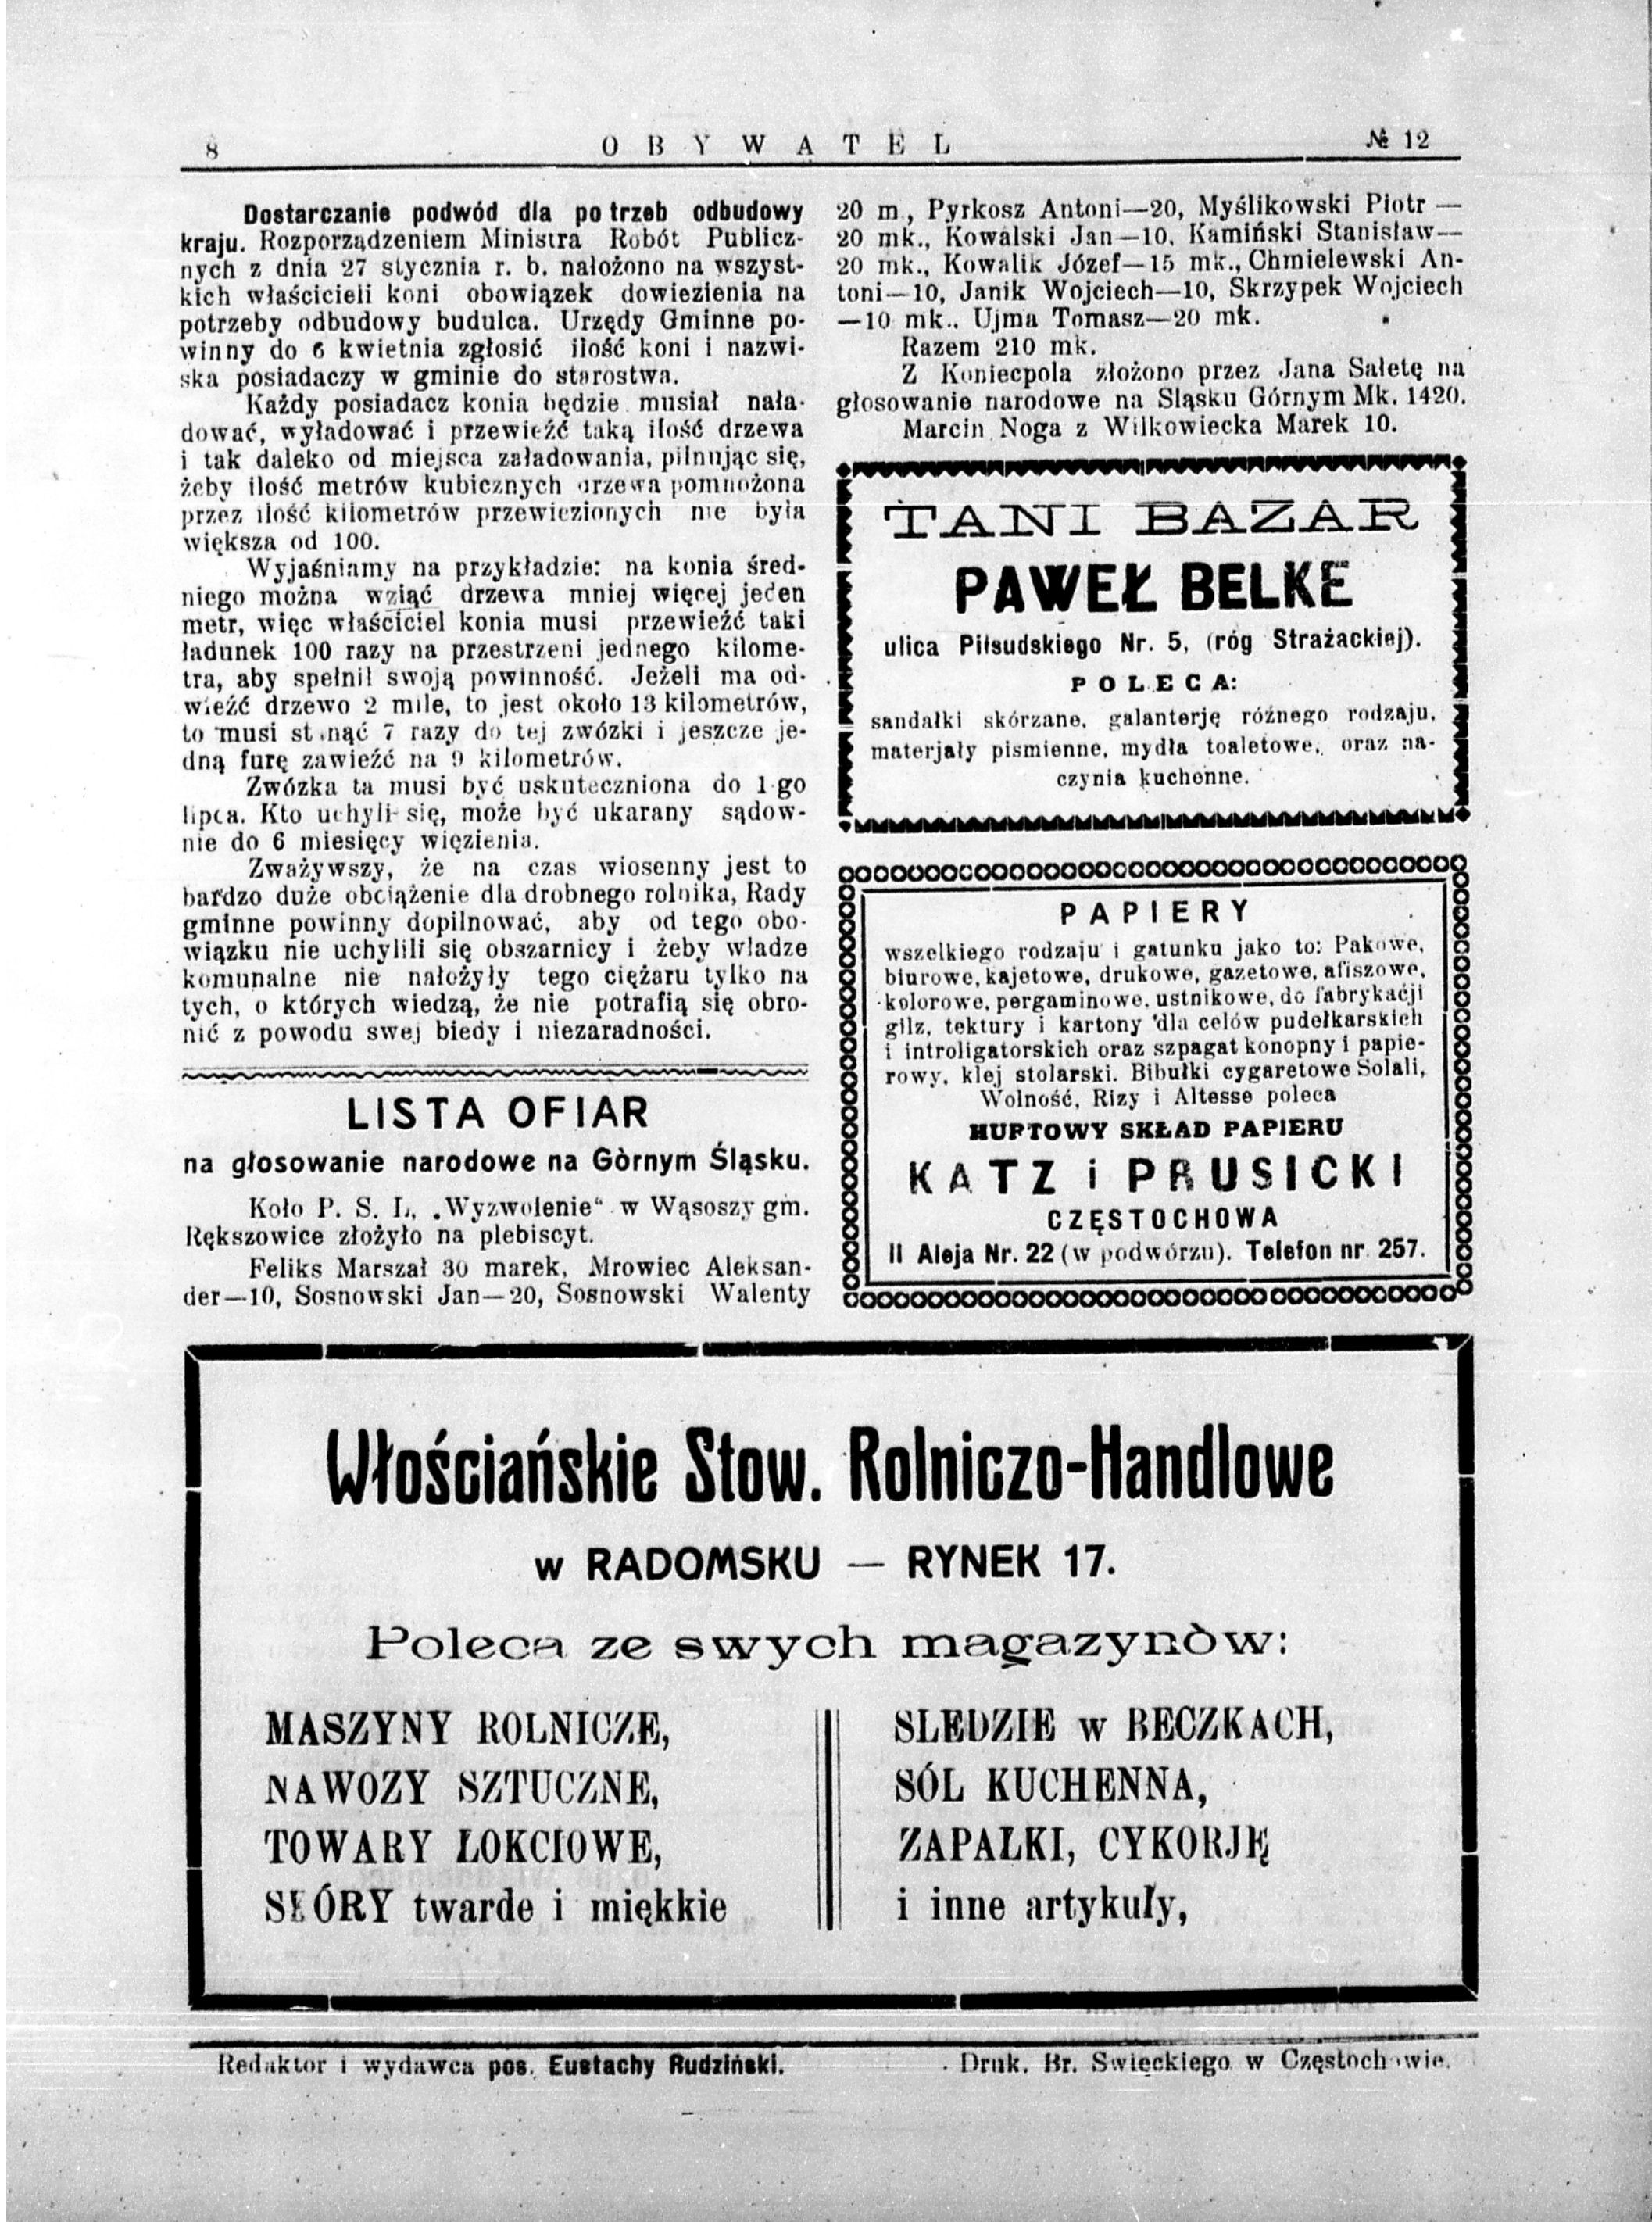 8
OBYWATEL
№ 12
Dostarczanie podwód dla potrzeb odbudowy
kraju. Rozporządzeniem Ministra Robót Publicz-
nych z dnia 27 stycznia r. b. nałożono na wszyst-
kich właścicieli koni obowiązek dowiezienia na
potrzeby odbudowy budulca. Urzędy Gminne po-
winny do 6 kwietnia zgłosić ilość koni i nazwi-
ska posiadaczy w gminie do starostwa.
Każdy posiadacz konia będzie musiał nała-
dować, wyładować i przewieźć taką ilość drzewa
i tak daleko od miejsca załadowania, pilnując się,
żeby ilość metrów kubicznych drzewa pomnożona
przez ilość kilometrów przewiezionych nie była
większa od 100.
Wyjaśniamy na przykładzie: na konia śred-
niego można wziąć drzewa mniej więcej jeden
metr, więc właściciel konia musi przewieźć taki
ładunek 100 razy na przestrzeni jednego kilome-
tra, aby spełnił swoją powinność. Jeżeli ma od-
wieźć drzewo 2 mile, to jest około 13 kilometrów,
to musi stanąć 7 razy do tej zwózki i jeszcze je-
dną furę zawieźć na 9 kilometrów.
Zwózka ta musi być uskuteczniona do 1-go
lipca. Kto uchyli się, może być ukarany sądow-
nie do 6 miesięcy więzienia.
Zważywszy, że na czas wiosenny jest to
bardzo duże obciążenie dla drobnego rolnika, Rady
gminne powinny dopilnować, aby od tego obo-
wiązku nie uchylili się obszarnicy i żeby władze
komunalne nie nałożyły tego ciężaru tylko na
tych, o których wiedzą, że nie potrafią się obro-
nić z powodu swej biedy i niezaradności.
LISTA OFIAR
na głosowanie narodowe na Gòrnym Śląsku.
Koło P. S. L. „Wyzwolenie“ w Wąsoszy gm.
Rększowice złożyło na plebiscyt.
Feliks Marszał 30 marek, Mrowiec Aleksan-
der—10, Sosnowski Jan—20, Sosnowski Walenty
20 m., Pyrkosz Antoni—20, Myślikowski Piotr —
20 mk., Kowalski Jan—10, Kamiński Stanisław—
20 mk., Kowalik Józef—15 mk., Chmielewski An-
toni—10, Janik Wojciech—10, Skrzypek Wojciech
—10 mk.. Ujma Tomasz—20 mk.
Razem 210 mk.
Z Koniecpola złożono przez Jana Saletę na
głosowanie narodowe na Sląsku Górnym Mk. 1420.
Marcin Noga z Wilkowiecka Marek 10.
TANI BAZAR
PAWEŁ BELKE
ulica Piłsudskiego Nr. 5, (róg Strażackiej).
POLECA:
sandałki skórzane, galanterję różnego rodzaju,
materjały piśmienne, mydła toaletowe, oraz na-
czynia kuchenne.
PAPIERY
wszelkiego rodzaju i gatunku jako to: Pakowe,
biurowe, kajetowe, drukowe, gazetowe, afiszowe,
kolorowe, pergaminowe, ustnikowe, do fabrykacji
gilz, tektury i kartony dla celów pudełkarskich
i introligatorskich oraz szpagat konopny i papie-
rowy, klej stolarski. Bibułki cygaretowe Solali,
Wolność, Rizy i Altesse poleca
HURTOWY SKŁAD PAPIERU
KATZ i PRUSICKI
CZĘSTOCHOWA
II Aleja Nr. 22 (w podwórzu). Telefon nr. 257.
Włościańskie Stow. Rolniczo-Handlowe
w RADOMSKU — RYNEK 17.
Poleca ze swych magazynòw:
MASZYNY ROLNICZE,
NAWOZY SZTUCZNE,
TOWARY ŁOKCIOWE,
SKÓRY twarde i miękkie
SLEDZIE w BECZKACH,
SÓL KUCHENNA,
ZAPAŁKI, CYKORJĘ
i inne artykuły,
Redaktor i wydawca pos. Eustachy Rudziński.
Druk. Br. Swięckiego w Częstochowie.